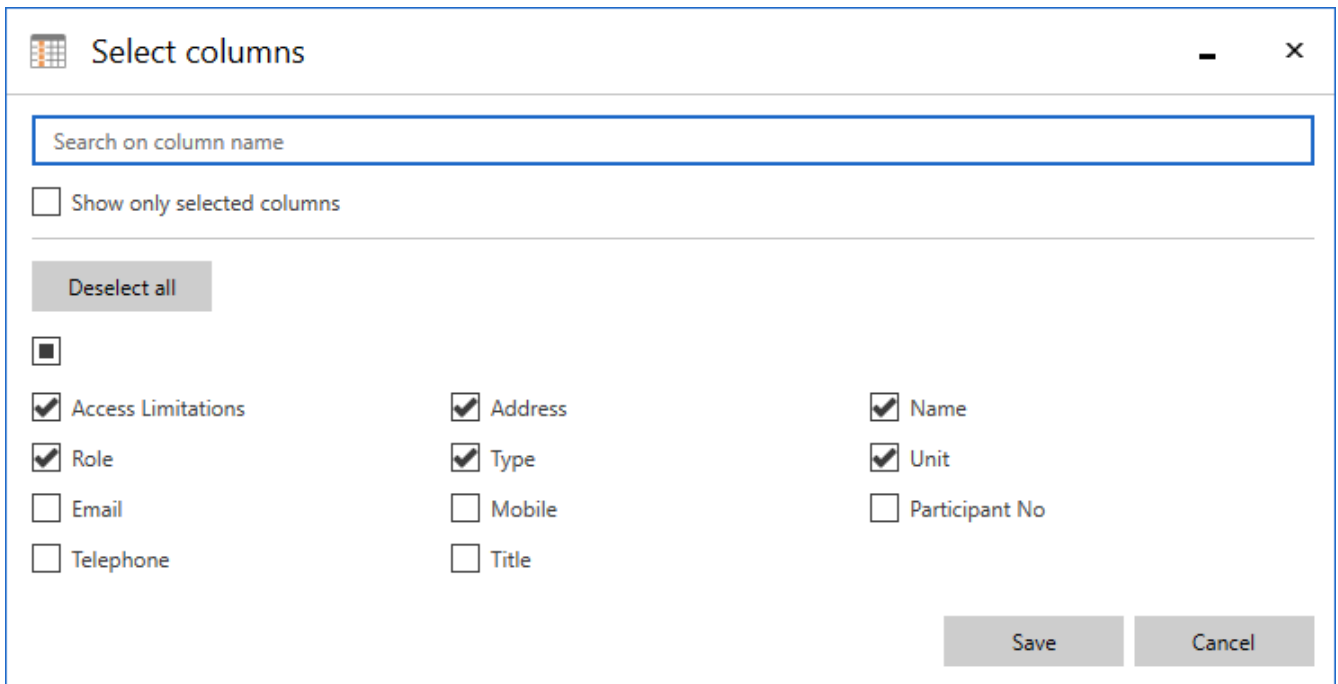 Select columns
Search on column name
Show only selected columns
Deselect all
Access Limitations Address Name
Role Type Unit
Email Mobile Participant No
Telephone Title
Save Cancel